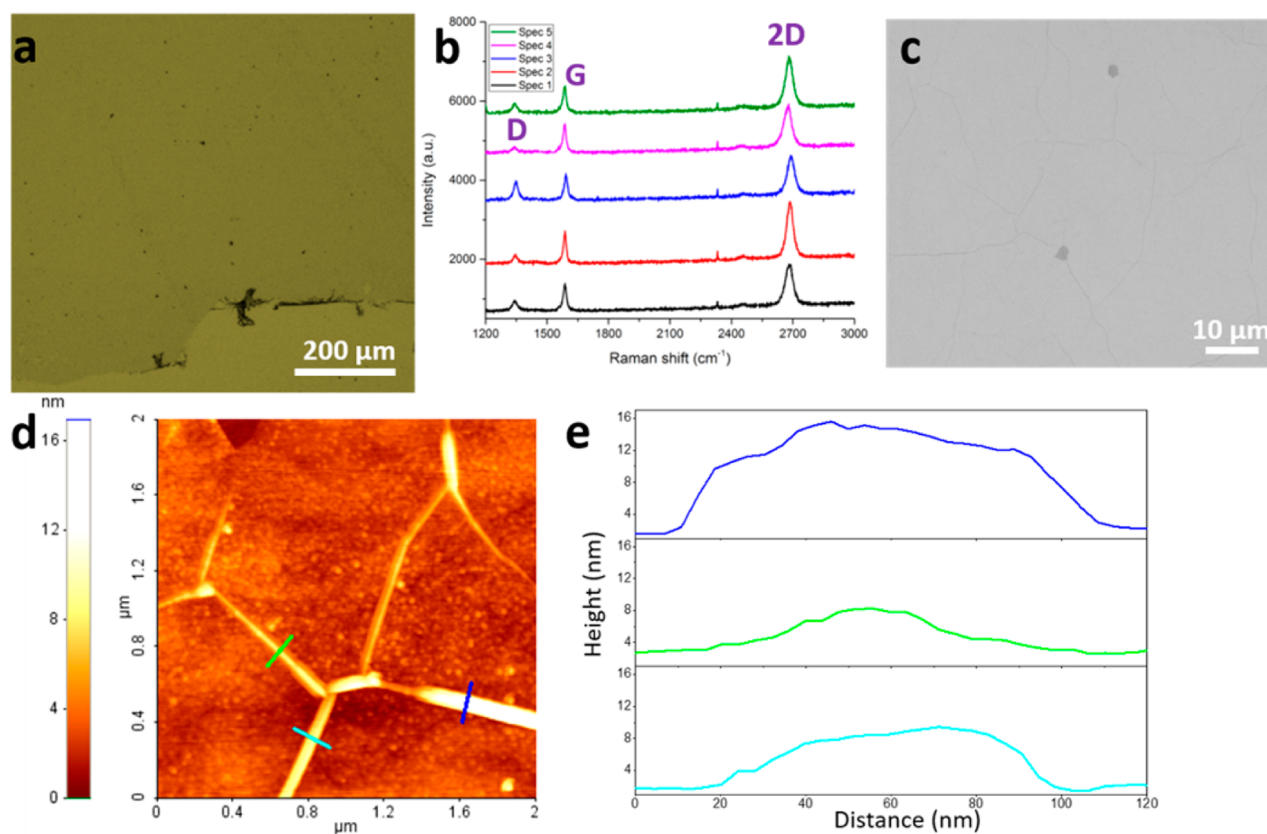 a
200 µm
b
8000
6000
4000
2000
Intensity (a.u.)
Spec 5
Spec 4
Spec 3
Spec 2
Spec 1
D
G
2D
1200 1500 1800 2100 2400 2700 3000
Raman shift (cm⁻¹)
c
10 µm
d
nm
16
12
8
4
0
2
1.6
1.2
0.8
0.4
0
µm
0 0.4 0.8 1.2 1.6 2
µm
e
Height (nm)
16
12
8
4
16
12
8
4
16
12
8
4
0 20 40 60 80 100 120
Distance (nm)